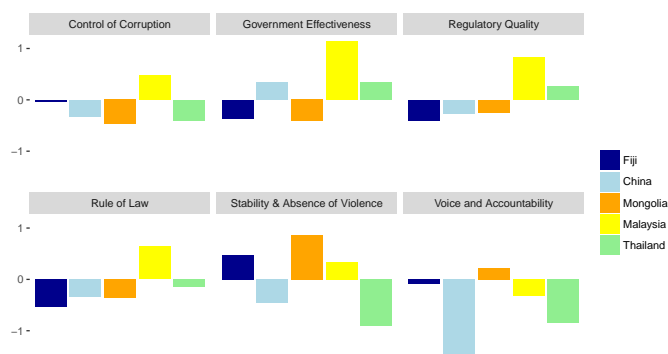 Control of Corruption
Government Effectiveness
Regulatory Quality
1
0
−1
Rule of Law
Stability & Absence of Violence
Voice and Accountability
1
0
−1
Fiji
China
Mongolia
Malaysia
Thailand